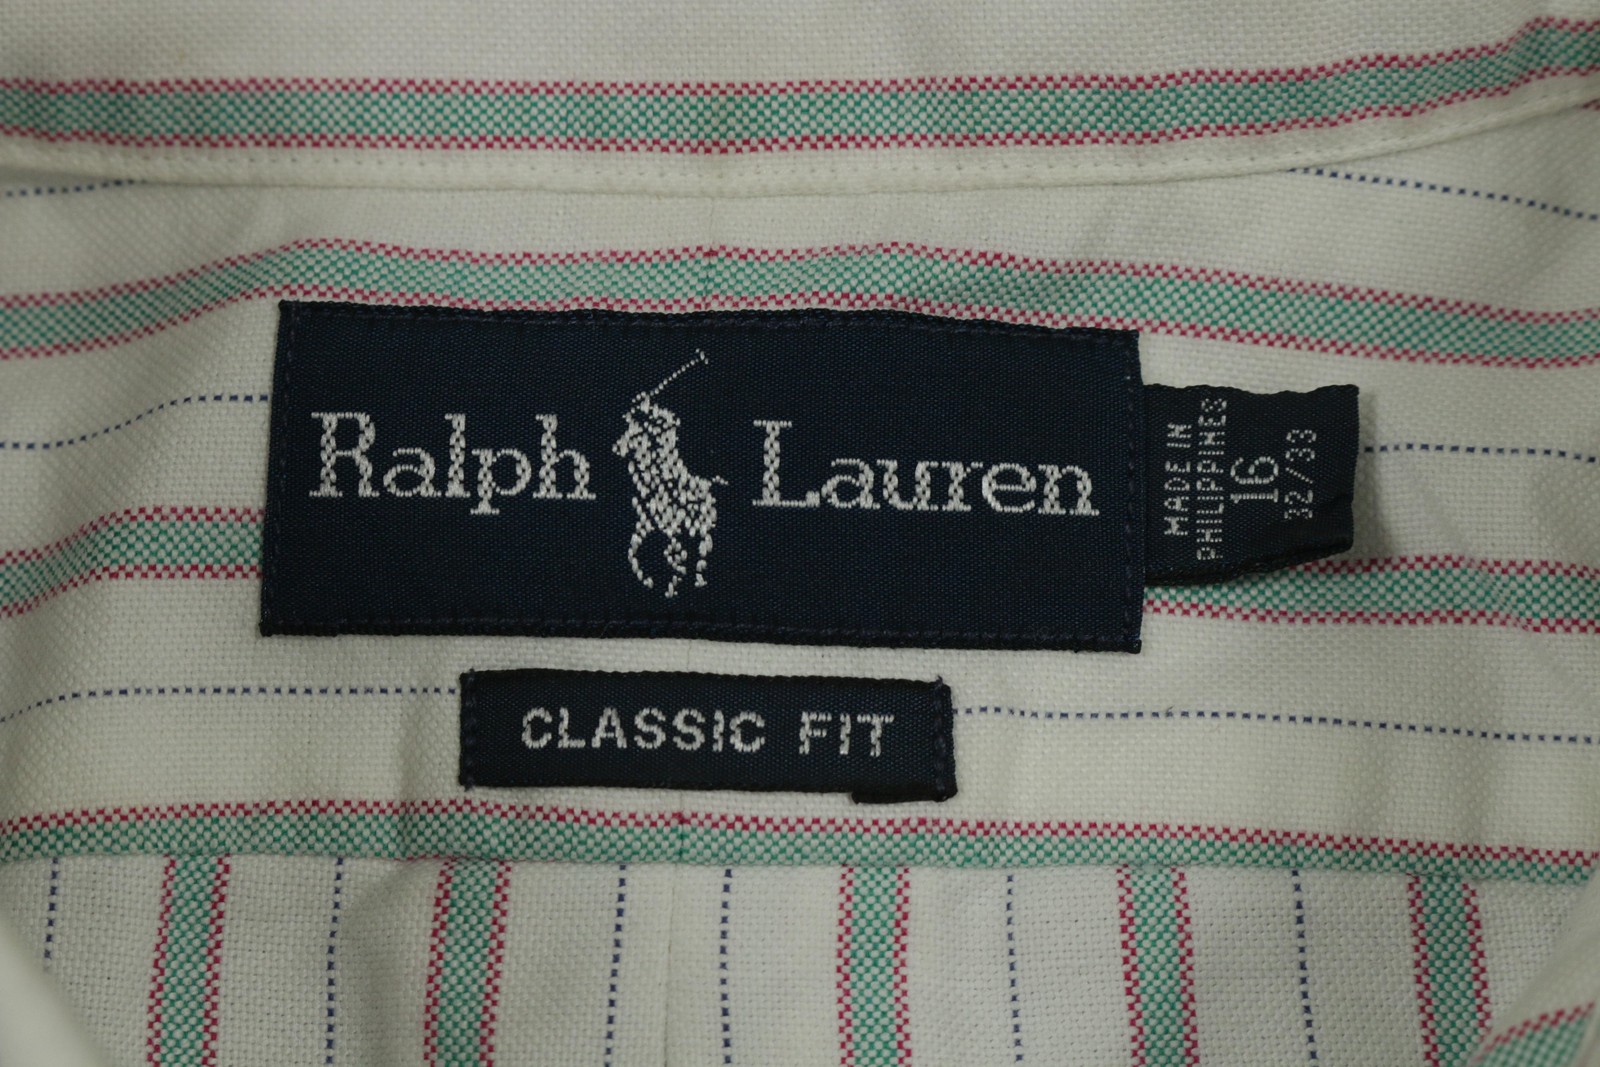 Ralph Lauren
MADE IN
PHILIPPINES
16
32/33
CLASSIC FIT